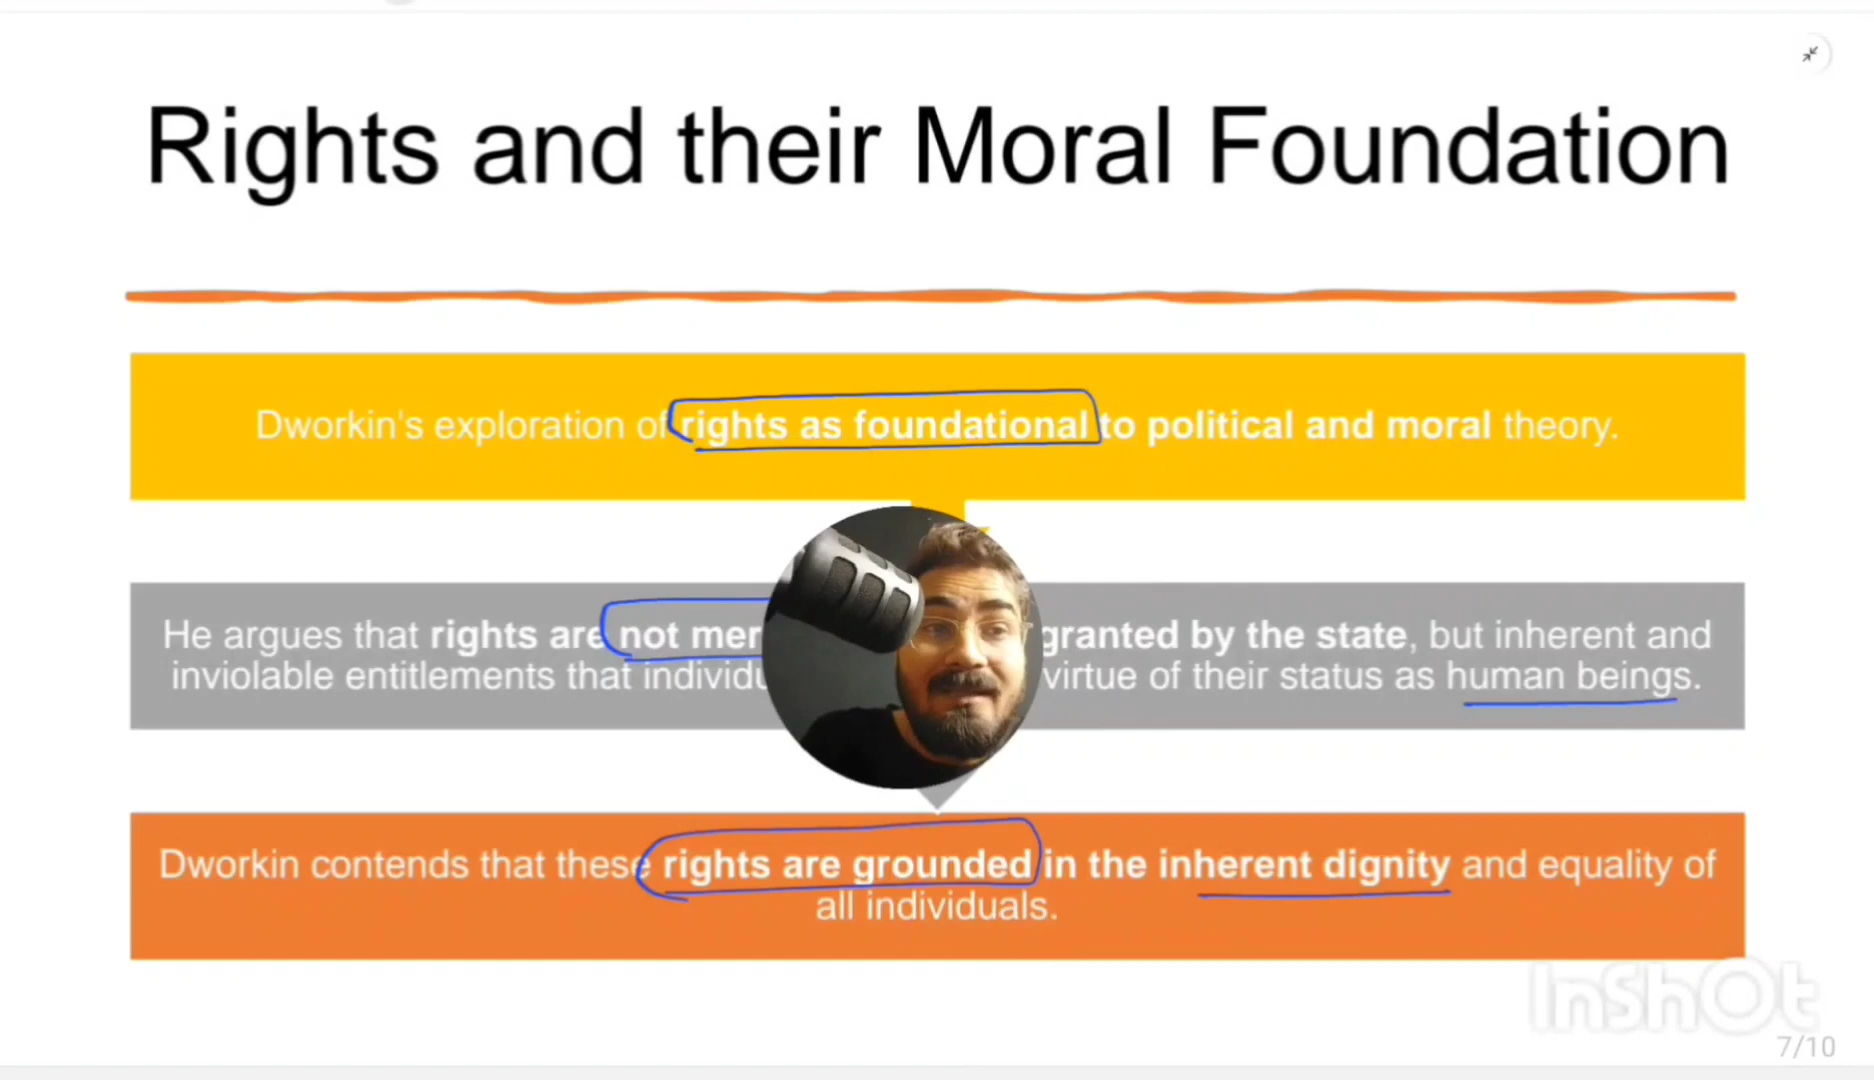 Rights and their Moral Foundation
Dworkin's exploration of rights as foundational to political and moral theory.
He argues that rights are not granted by the state, but inherent and
inviolable entitlements that virtue of their status as human beings.
Dworkin contends that these rights are grounded in the inherent dignity and equality of
all individuals.
InShOt
7/10